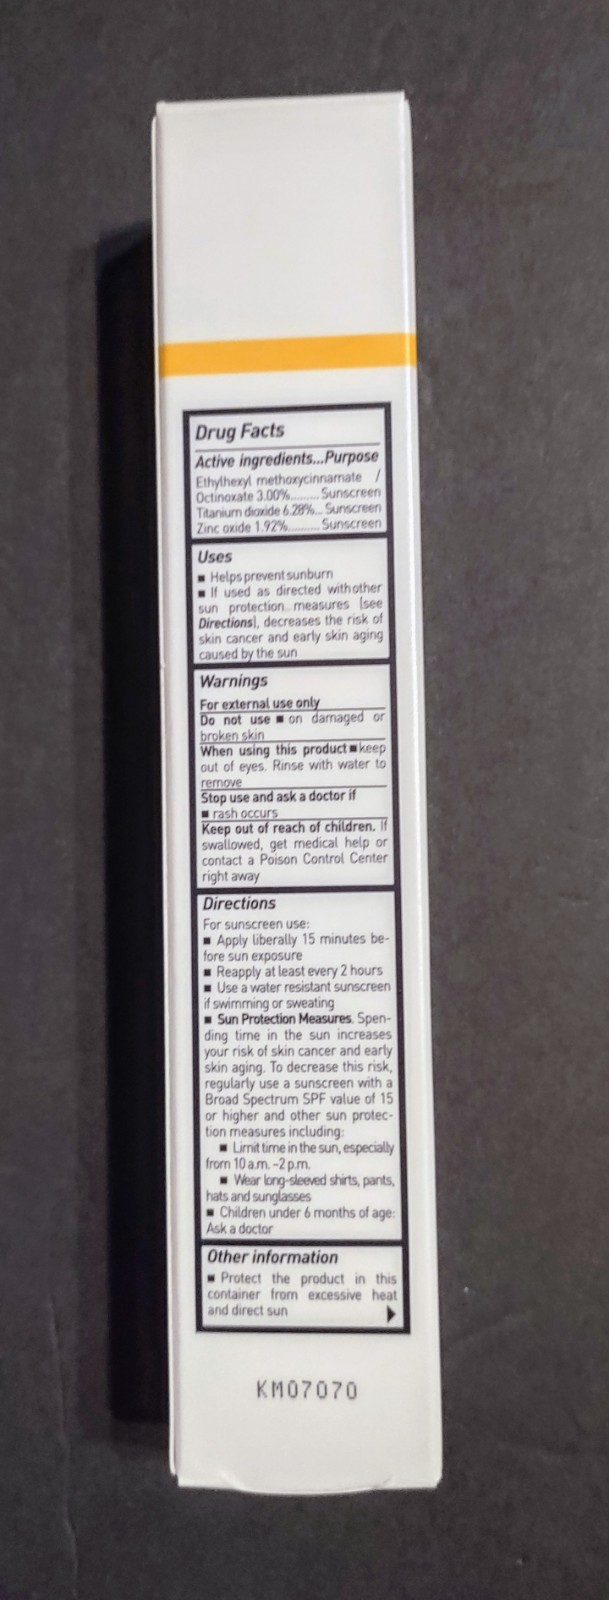 Drug Facts
Active ingredients...Purpose
Ethylhexyl methoxycinnamate /
Octinoxate 3.00%......... Sunscreen
Titanium dioxide 6.28%... Sunscreen
Zinc oxide 1.92%.......... Sunscreen
Uses
■ Helps prevent sunburn
■ If used as directed with other
sun protection measures (see
Directions), decreases the risk of
skin cancer and early skin aging
caused by the sun
Warnings
For external use only
Do not use ■ on damaged or
broken skin
When using this product ■ keep
out of eyes. Rinse with water to
remove
Stop use and ask a doctor if
■ rash occurs
Keep out of reach of children. If
swallowed, get medical help or
contact a Poison Control Center
right away
Directions
For sunscreen use:
■ Apply liberally 15 minutes be-
fore sun exposure
■ Reapply at least every 2 hours
■ Use a water resistant sunscreen
if swimming or sweating
■ Sun Protection Measures. Spen-
ding time in the sun increases
your risk of skin cancer and early
skin aging. To decrease this risk,
regularly use a sunscreen with a
Broad Spectrum SPF value of 15
or higher and other sun protec-
tion measures including:
■ Limit time in the sun, especially
from 10 a.m. –2 p.m.
■ Wear long-sleeved shirts, pants,
hats and sunglasses
■ Children under 6 months of age:
Ask a doctor
Other information
■ Protect the product in this
container from excessive heat
and direct sun
KM07070